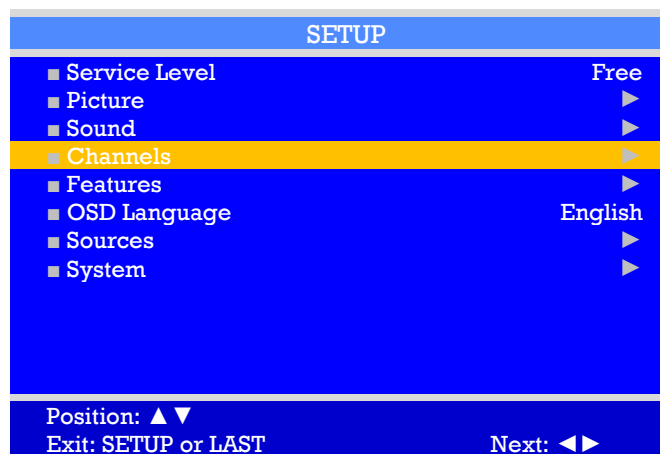 SETUP
■ Service Level Free
■ Picture ►
■ Sound ►
■ Channels ►
■ Features ►
■ OSD Language English
■ Sources ►
■ System ►
Position: ▲▼
Exit: SETUP or LAST Next: ◄►